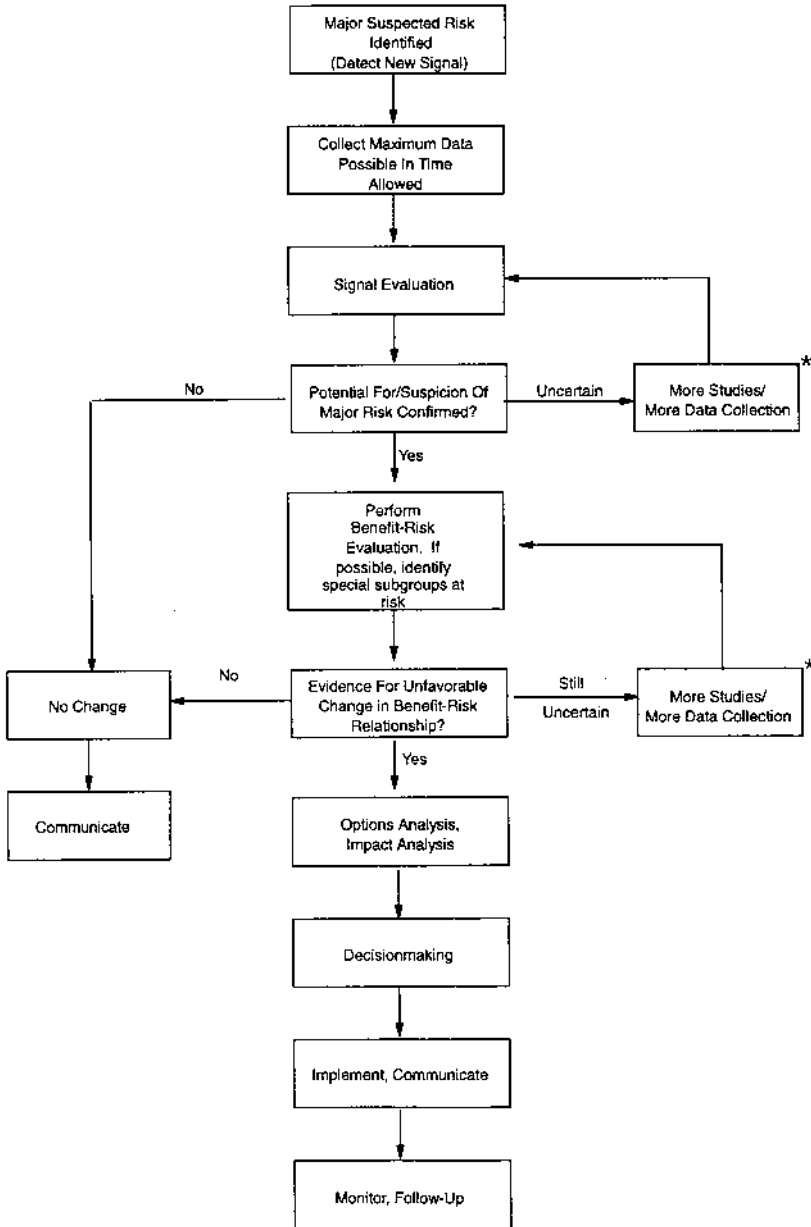 Major Suspected Risk
Identified
(Detect New Signal)
Collect Maximum Data
Possible In Time
Allowed
Signal Evaluation
No
Potential For/Suspicion Of
Major Risk Confirmed?
Uncertain
*
More Studies/
More Data Collection
Yes
Perform
Benefit-Risk
Evaluation. If
possible, identify
special subgroups at
risk
No Change
No
Evidence For Unfavorable
Change in Benefit-Risk
Relationship?
Still
Uncertain
*
More Studies/
More Data Collection
Yes
Communicate
Options Analysis,
Impact Analysis
Decisionmaking
Implement, Communicate
Monitor, Follow-Up